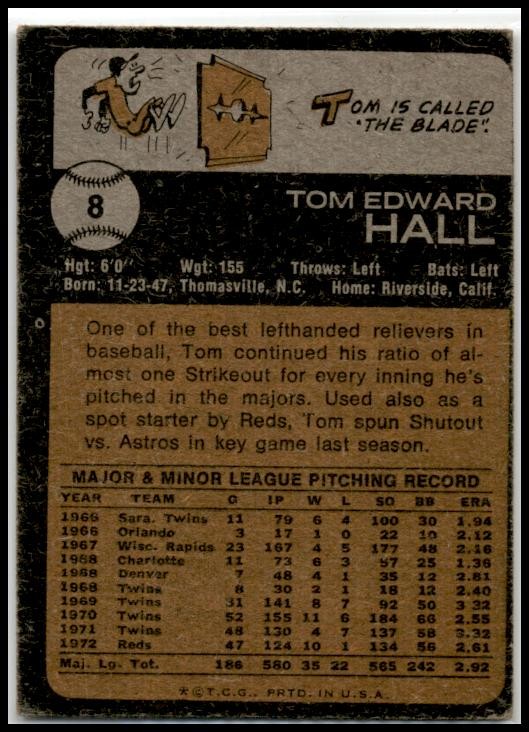 TOM IS CALLED
"THE BLADE".
8
TOM EDWARD
HALL
Hgt: 6'0" Wgt: 155 Throws: Left Bats: Left
Born: 11-23-47, Thomasville, N.C. Home: Riverside, Calif.
One of the best lefthanded relievers in
baseball, Tom continued his ratio of al-
most one Strikeout for every inning he's
pitched in the majors. Used also as a
spot starter by Reds, Tom spun Shutout
vs. Astros in key game last season.
MAJOR & MINOR LEAGUE PITCHING RECORD
YEAR TEAM G IP W L SO BB ERA
1966 Sara. Twins 11 79 6 4 100 30 1.94
1966 Orlando 3 17 1 0 22 10 2.12
1967 Wisc. Rapids 23 167 4 5 177 48 2.16
1968 Charlotte 11 73 6 3 67 25 1.36
1968 Denver 7 48 4 1 35 12 2.81
1968 Twins 8 30 2 1 18 12 2.40
1969 Twins 31 141 8 7 92 50 3.32
1970 Twins 52 155 11 6 184 66 2.55
1971 Twins 48 130 4 7 137 58 3.32
1972 Reds 47 124 10 1 134 56 2.61
Maj. Lg. Tot. 186 580 35 22 565 242 2.92
*©T.C.G., PRTD. IN U.S.A.